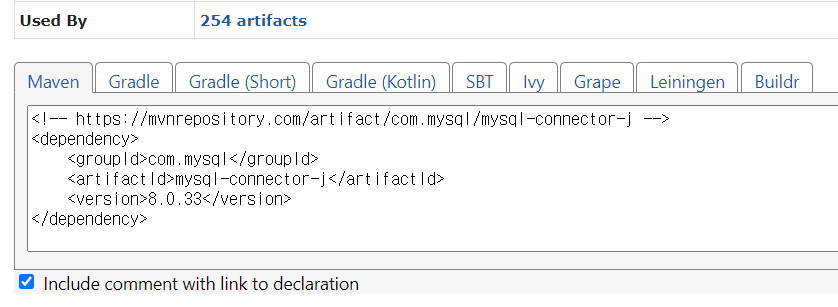 Used By 254 artifacts
Maven Gradle Gradle (Short) Gradle (Kotlin) SBT Ivy Grape Leiningen Buildr
<!-- https://mvnrepository.com/artifact/com.mysql/mysql-connector-j -->
<dependency>
    <groupId>com.mysql</groupId>
    <artifactId>mysql-connector-j</artifactId>
    <version>8.0.33</version>
</dependency>
Include comment with link to declaration